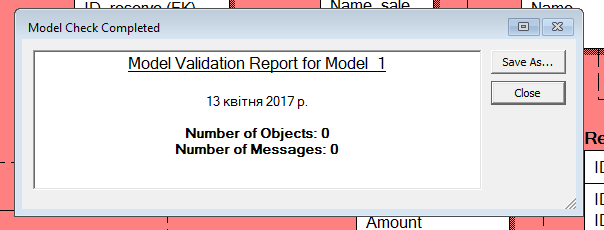 ID_reserve (FK)
Name_sale
Name
Model Check Completed
Model Validation Report for Model_1
13 квітня 2017 р.
Number of Objects: 0
Number of Messages: 0
Save As...
Close
Re
ID
ID
ID
Amount